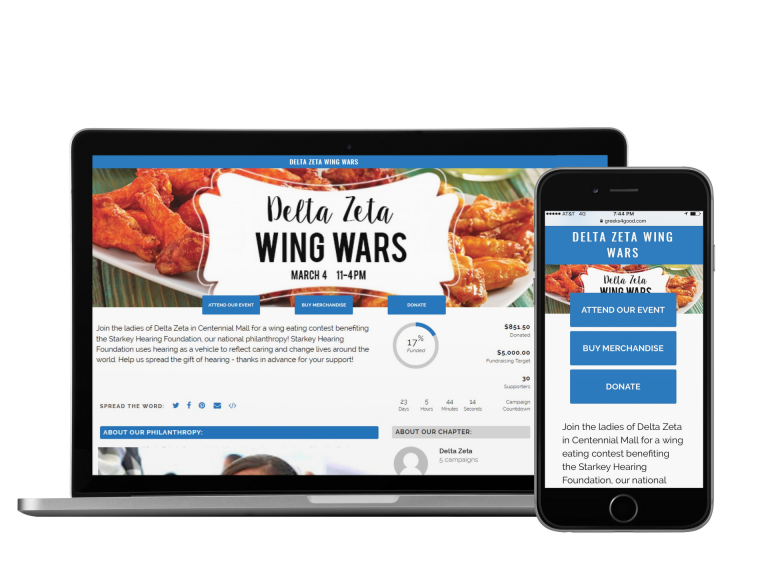 DELTA ZETA WING WARS
Delta Zeta
WING WARS
MARCH 4 11-4PM
ATTEND OUR EVENT
BUY MERCHANDISE
DONATE
Join the ladies of Delta Zeta in Centennial Mall for a wing eating contest benefiting
the Starkey Hearing Foundation, our national philanthropy! Starkey Hearing
Foundation uses hearing as a vehicle to reflect caring and change lives around the
world. Help us spread the gift of hearing - thanks in advance for your support!
17%
Funded
$851.50
Donated
$5,000.00
Fundraising Target
30
Supporters
SPREAD THE WORD:
23 5 44 14
Days Hours Minutes Seconds
Campaign
Countdown
ABOUT OUR PHILANTHROPY:
ABOUT OUR CHAPTER:
Delta Zeta
5 campaigns
AT&T 4G 7:44 PM
greeks4good.com
DELTA ZETA WING
WARS
Delta Zeta
WING WARS
ATTEND OUR EVENT
BUY MERCHANDISE
DONATE
Join the ladies of Delta Zeta
in Centennial Mall for a wing
eating contest benefiting
the Starkey Hearing
Foundation, our national